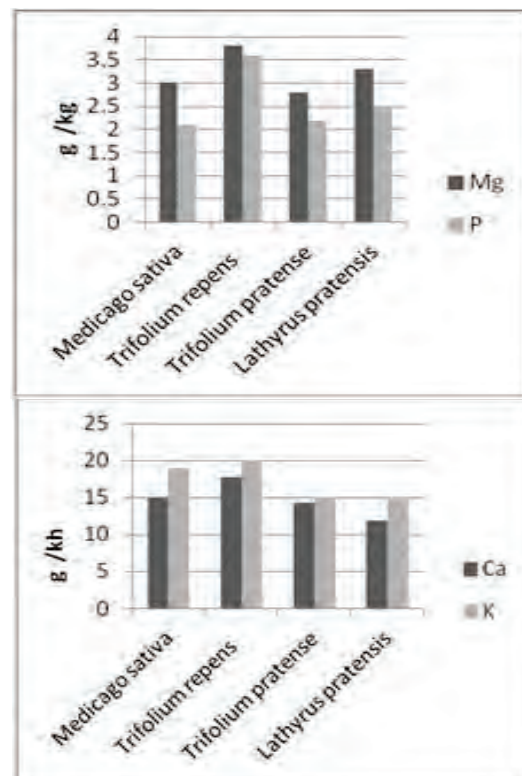 4
3.5
3
2.5
2
1.5
1
0.5
0
g /kg
Mg
P
Medicago sativa
Trifolium repens
Trifolium pratense
Lathyrus pratensis
25
20
15
10
5
0
g /kh
Ca
K
Medicago sativa
Trifolium repens
Trifolium pratense
Lathyrus pratensis